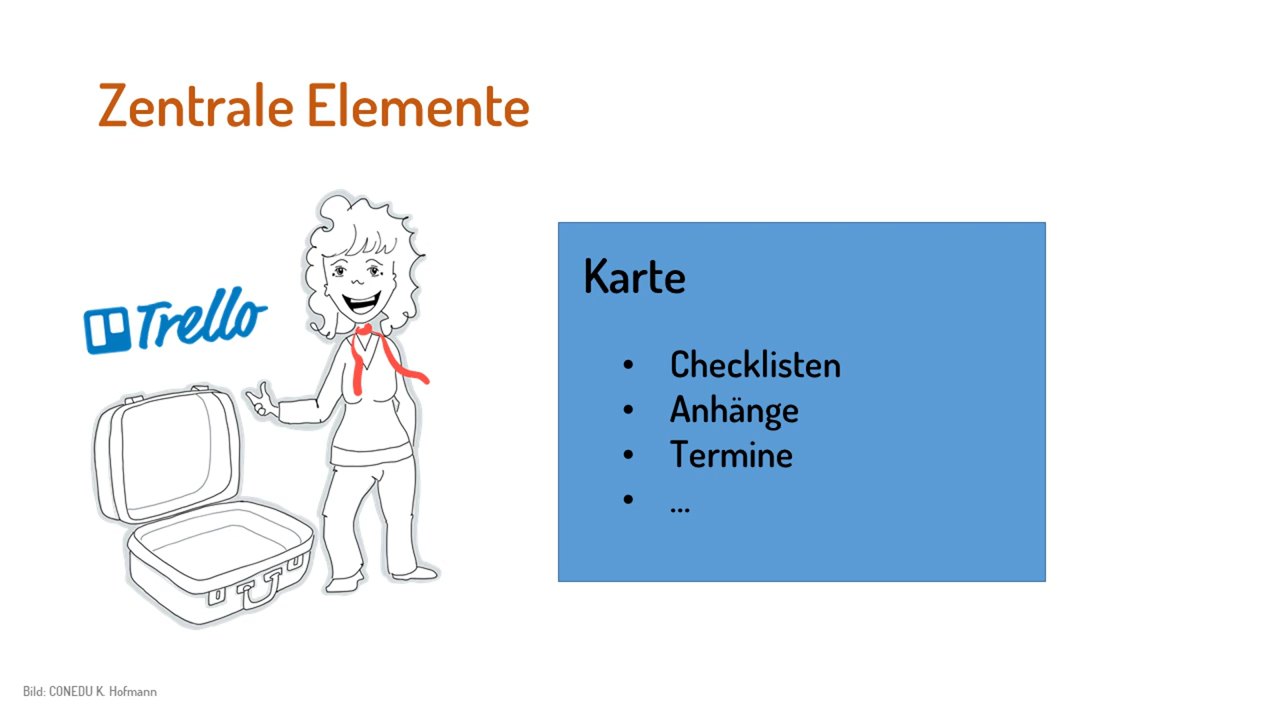 Zentrale Elemente
Trello
Karte
• Checklisten
• Anhänge
• Termine
• ...
Bild: CONEDU K. Hofmann